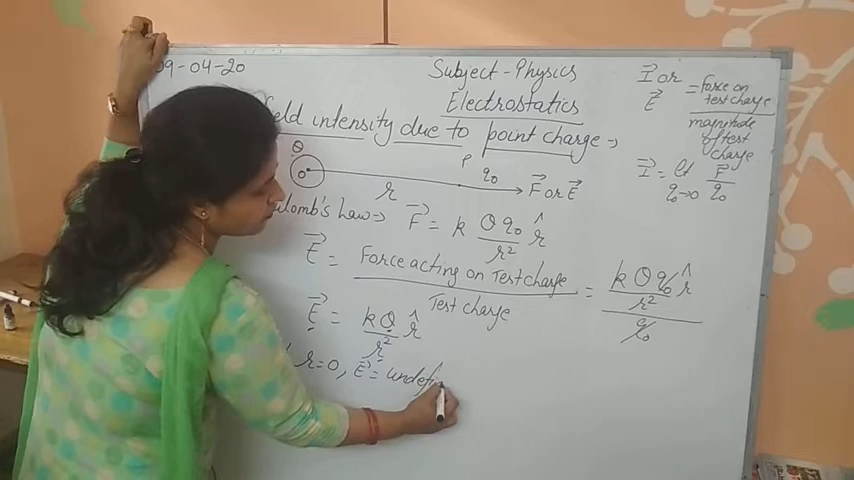 09-04-20
Subject-Physics
Electrostatics
field intensity due to point charge⇒
Q
O
r
P
q₀
F⃗ or E⃗
I⃗ or E⃗ = Force on test charge / magnitude of test charge
I⃗ = lt q₀→0 F⃗/q₀
Coulomb's Law⇒ F⃗ = k Qq₀/r² r̂
E⃗ = Force acting on Test charge / Test charge = k Qq₀/r² r̂ / q₀
E⃗ = kQ/r² r̂
r=0, E⃗ = undefi